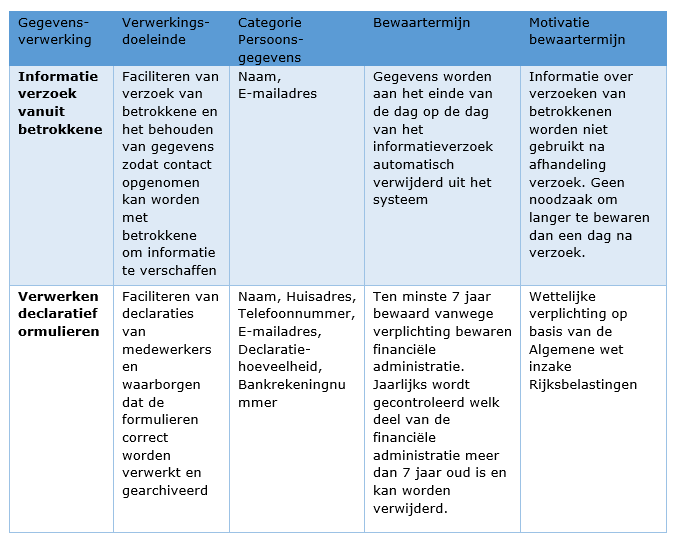 Gegevens-
verwerking
Verwerkings-
doeleinde
Categorie
Persoons-
gegevens
Bewaartermijn
Motivatie
bewaartermijn
Informatie
verzoek
vanuit
betrokkene
Faciliteren van
verzoek van
betrokkene en
het behouden
van gegevens
zodat contact
opgenomen
kan worden
met
betrokkene
om informatie
te verschaffen
Naam,
E-mailadres
Gegevens worden
aan het einde van
de dag op de dag
van het
informatieverzoek
automatisch
verwijderd uit het
systeem
Informatie over
verzoeken van
betrokkenen
worden niet
gebruikt na
afhandeling
verzoek. Geen
noodzaak om
langer te bewaren
dan een dag na
verzoek.
Verwerken
declaratief
ormulieren
Faciliteren van
declaraties
van
medewerkers
en
waarborgen
dat de
formulieren
correct
worden
verwerkt en
gearchiveerd
Naam, Huisadres,
Telefoonnummer,
E-mailadres,
Declaratie-
hoeveelheid,
Bankrekeningnu
mmer
Ten minste 7 jaar
bewaard vanwege
verplichting bewaren
financiële
administratie.
Jaarlijks wordt
gecontroleerd welk
deel van de
financiële
administratie meer
dan 7 jaar oud is en
kan worden
verwijderd.
Wettelijke
verplichting op
basis van de
Algemene wet
inzake
Rijksbelastingen